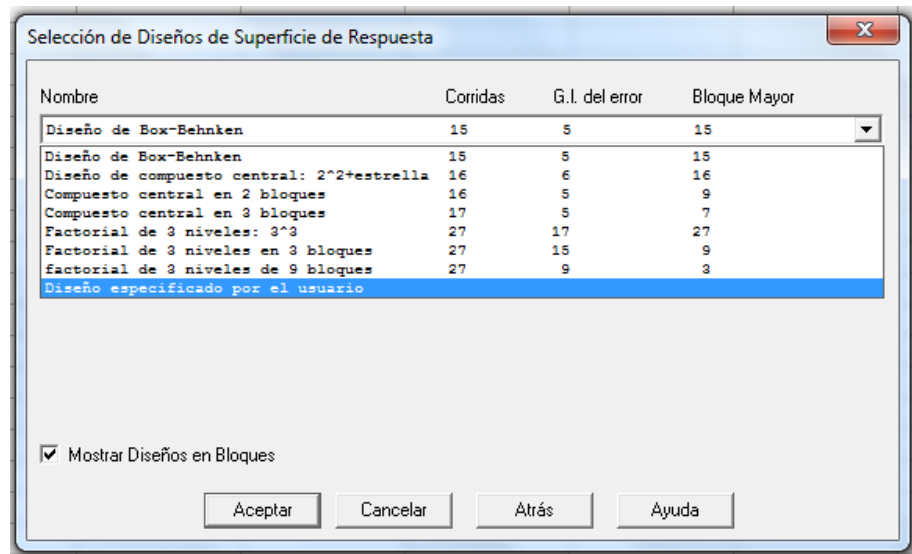 Selección de Diseños de Superficie de Respuesta
Nombre Corridas G.l. del error Bloque Mayor
Diseño de Box-Behnken 15 5 15
Diseño de Box-Behnken 15 5 15
Diseño de compuesto central: 2^2+estrella 16 6 16
Compuesto central en 2 bloques 16 5 9
Compuesto central en 3 bloques 17 5 7
Factorial de 3 niveles: 3^3 27 17 27
Factorial de 3 niveles en 3 bloques 27 15 9
factorial de 3 niveles de 9 bloques 27 9 3
Diseño especificado por el usuario
Mostrar Diseños en Bloques
Aceptar Cancelar Atrás Ayuda